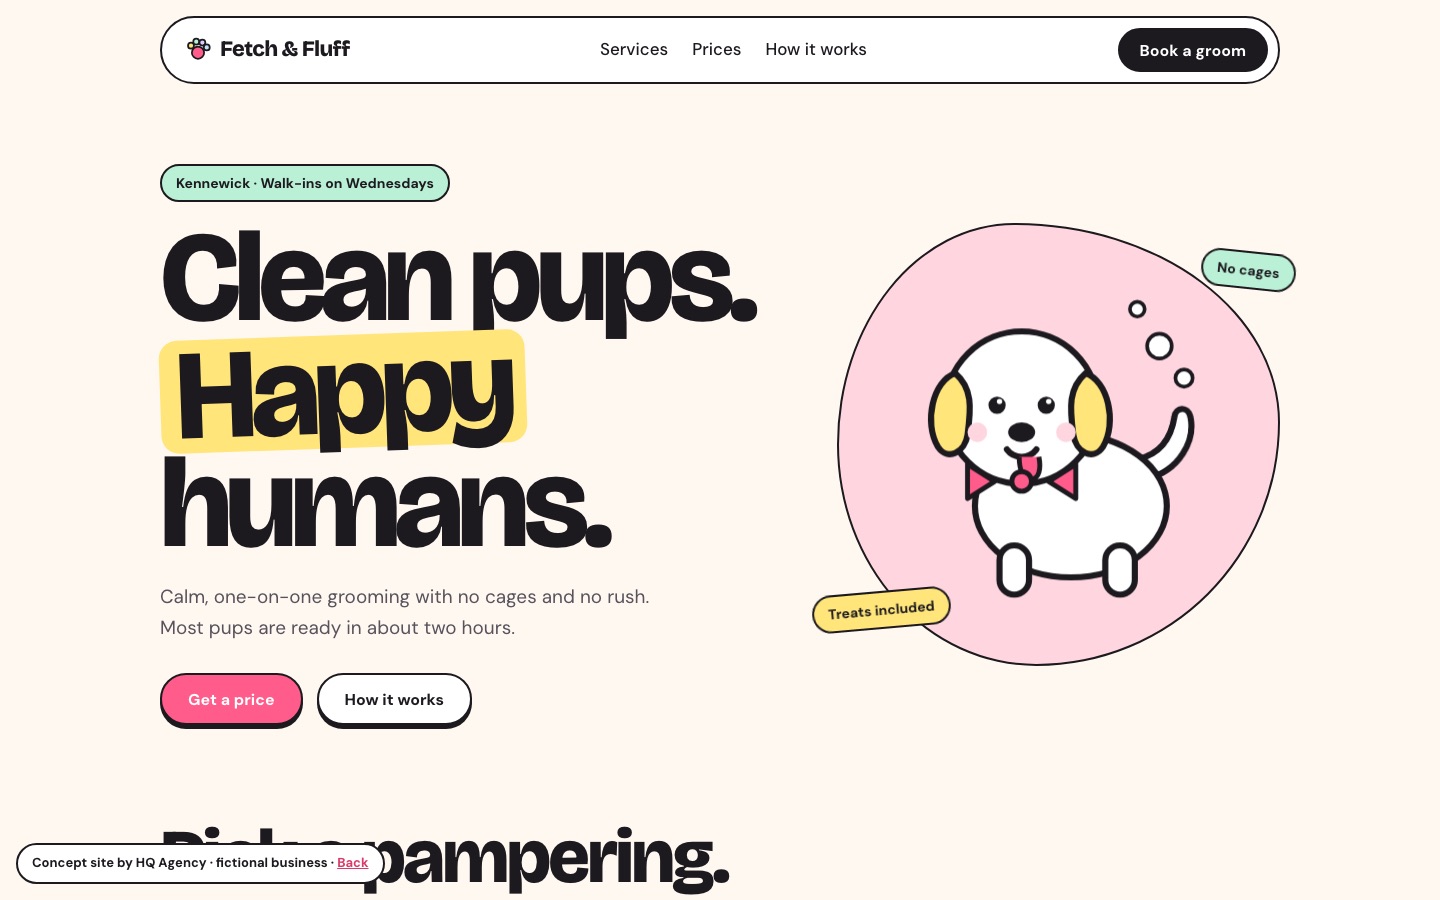 Fetch & Fluff
Services
Prices
How it works
Book a groom
Kennewick · Walk-ins on Wednesdays
Clean pups.
Happy
humans.
No cages
Treats included
Calm, one-on-one grooming with no cages and no rush.
Most pups are ready in about two hours.
Get a price
How it works
pampering.
Concept site by HQ Agency · fictional business · Back